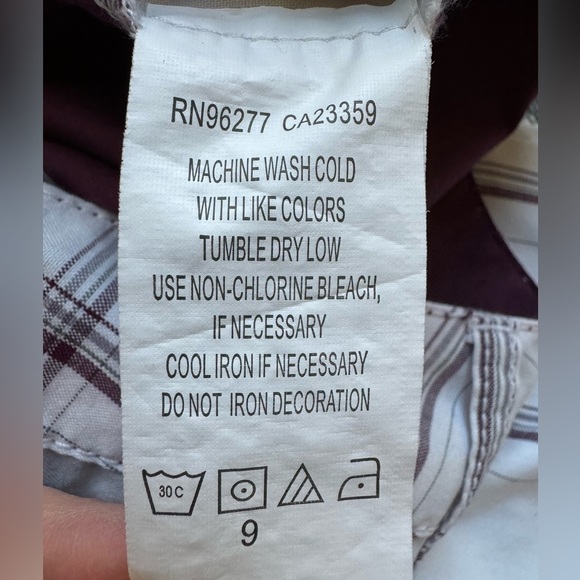 RN96277 CA23359
MACHINE WASH COLD
WITH LIKE COLORS
TUMBLE DRY LOW
USE NON-CHLORINE BLEACH,
IF NECESSARY
COOL IRON IF NECESSARY
DO NOT IRON DECORATION
30C
9